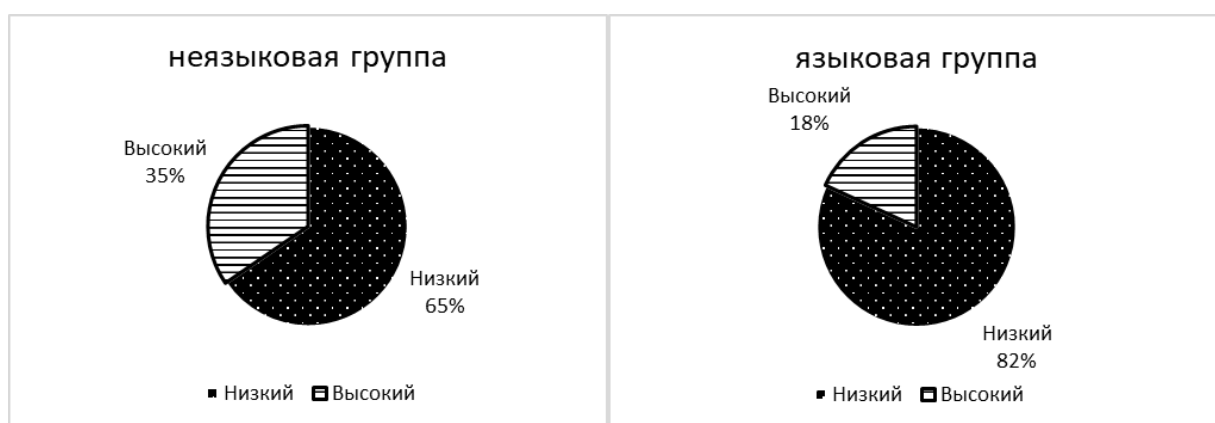 неязыковая группа
Высокий
35%
Низкий
65%
Низкий Высокий
языковая группа
Высокий
18%
Низкий
82%
Низкий Высокий